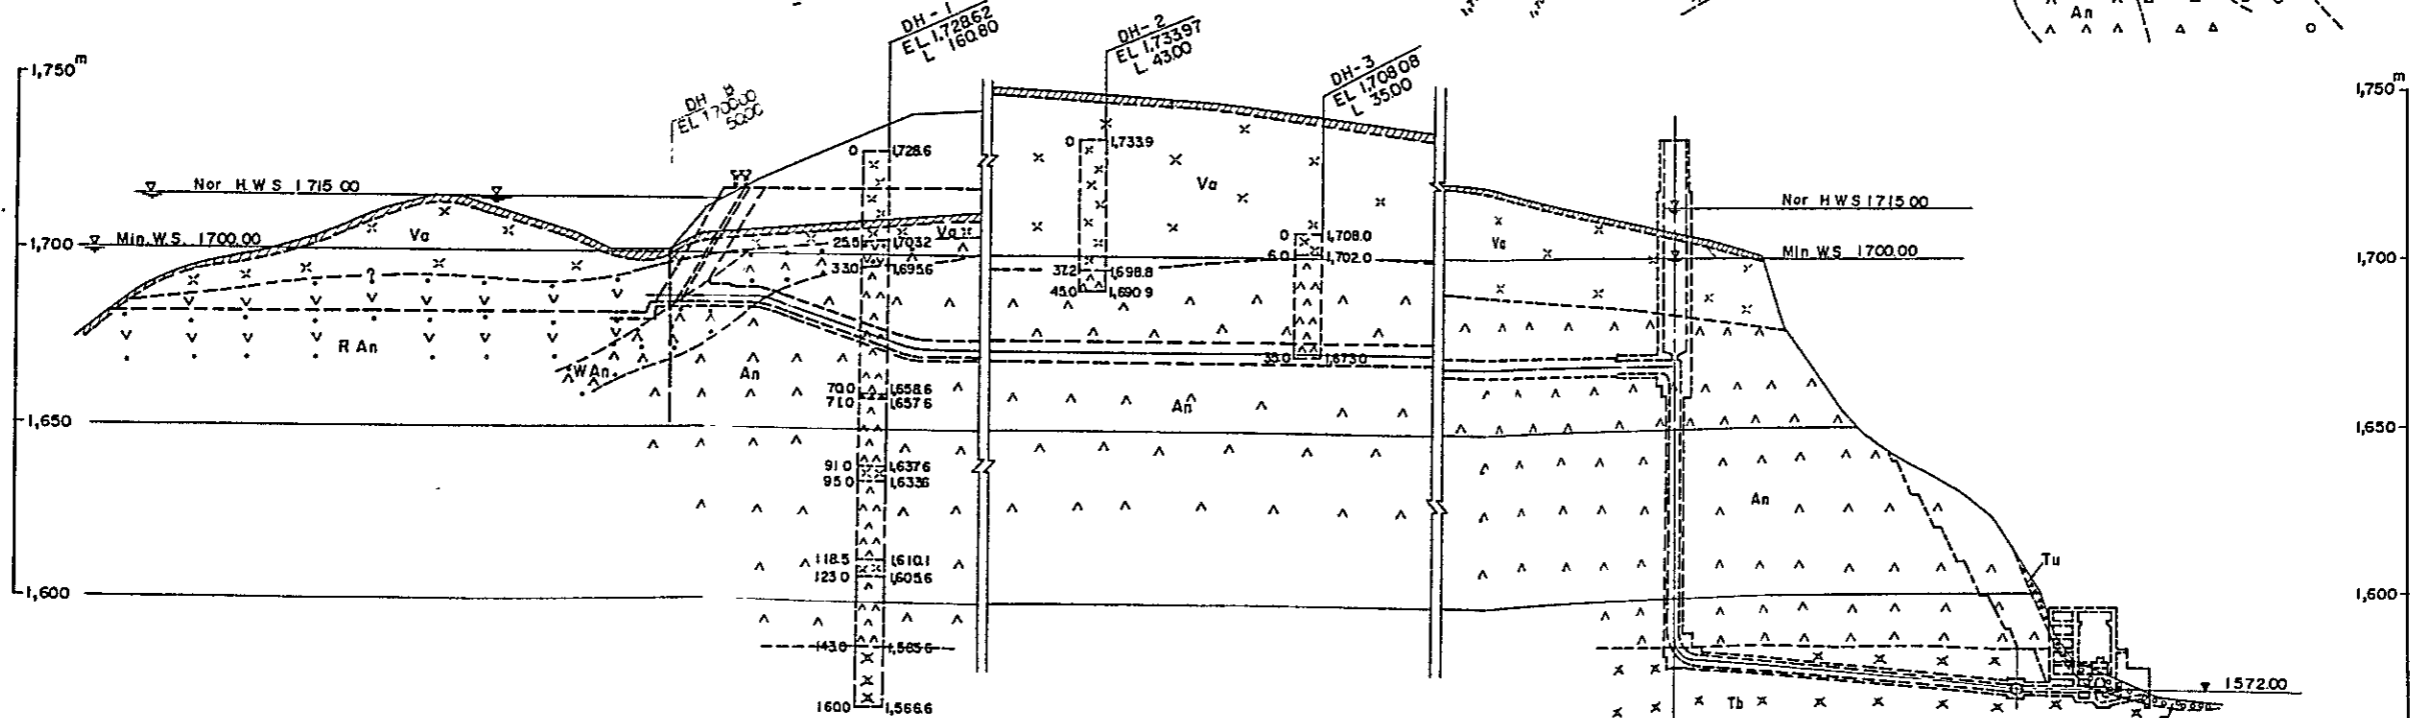 DH-1
EL 1,728.62
L 160.80
DH-2
EL 1,733.97
L 43.00
DH-3
EL 1,708.08
L 35.00
An
1,750 m
1,750 m
DH
EL 1700.00
50.00
0 1,728.6
0 1,733.9
Va
Nor H W S 1 715 00
Nor H W S 1 715 00
Va
Va
Va
1,700
Min. W.S. 1700.00
25.5 1,703.2
0 1,708.0
6.0 1,702.0
Min WS 1700.00
1,700
33.0 1,695.6
37.2 1,698.8
45.0 1,690.9
R An
W An
An
35.0 1,673.0
70.0 1,658.6
71.0 1,657.6
An
1,650
1,650
91 0 1,637.6
95 0 1,633.6
An
118.5 1,610.1
123.0 1,605.6
Tu
1,600
1,600
143.0 1,585.6
Tb
1 572.00
160.0 1,566.6